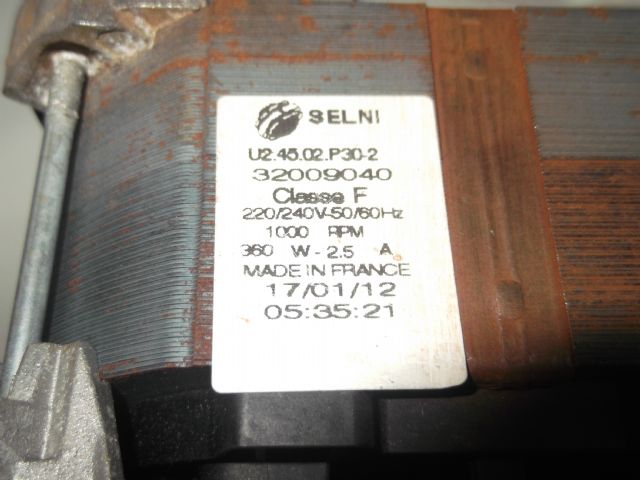 SELNI
U2.45.02.P30-2
32009040
Classe F
220/240V-50/60Hz
1000 RPM
360 W - 2.5 A
MADE IN FRANCE
17/01/12
05:35:21